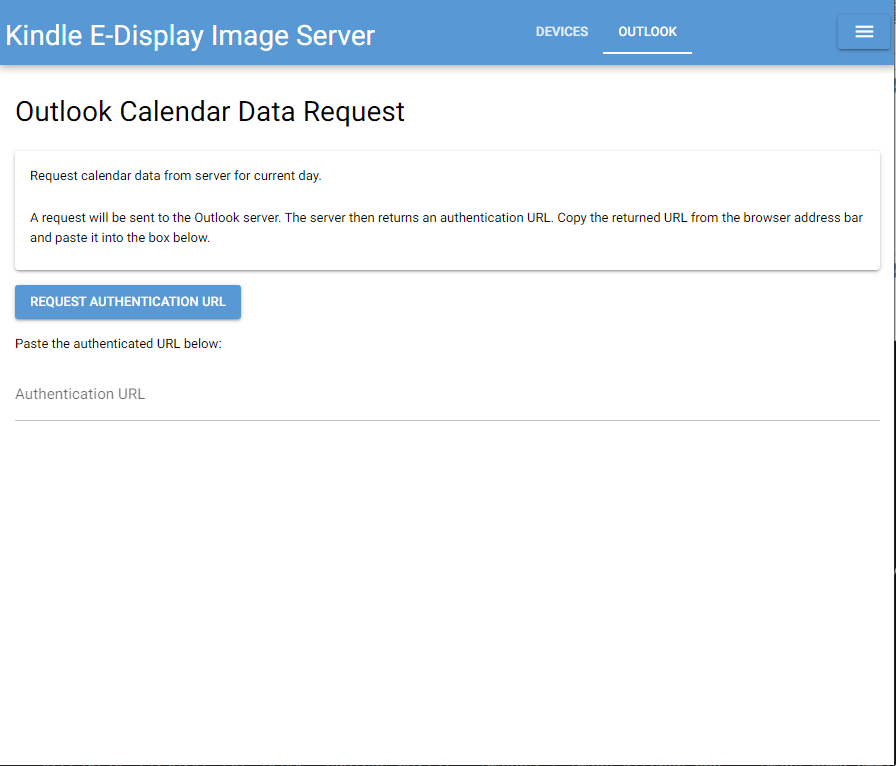 Kindle E-Display Image Server
DEVICES
OUTLOOK
Outlook Calendar Data Request
Request calendar data from server for current day.
A request will be sent to the Outlook server. The server then returns an authentication URL. Copy the returned URL from the browser address bar
and paste it into the box below.
REQUEST AUTHENTICATION URL
Paste the authenticated URL below:
Authentication URL